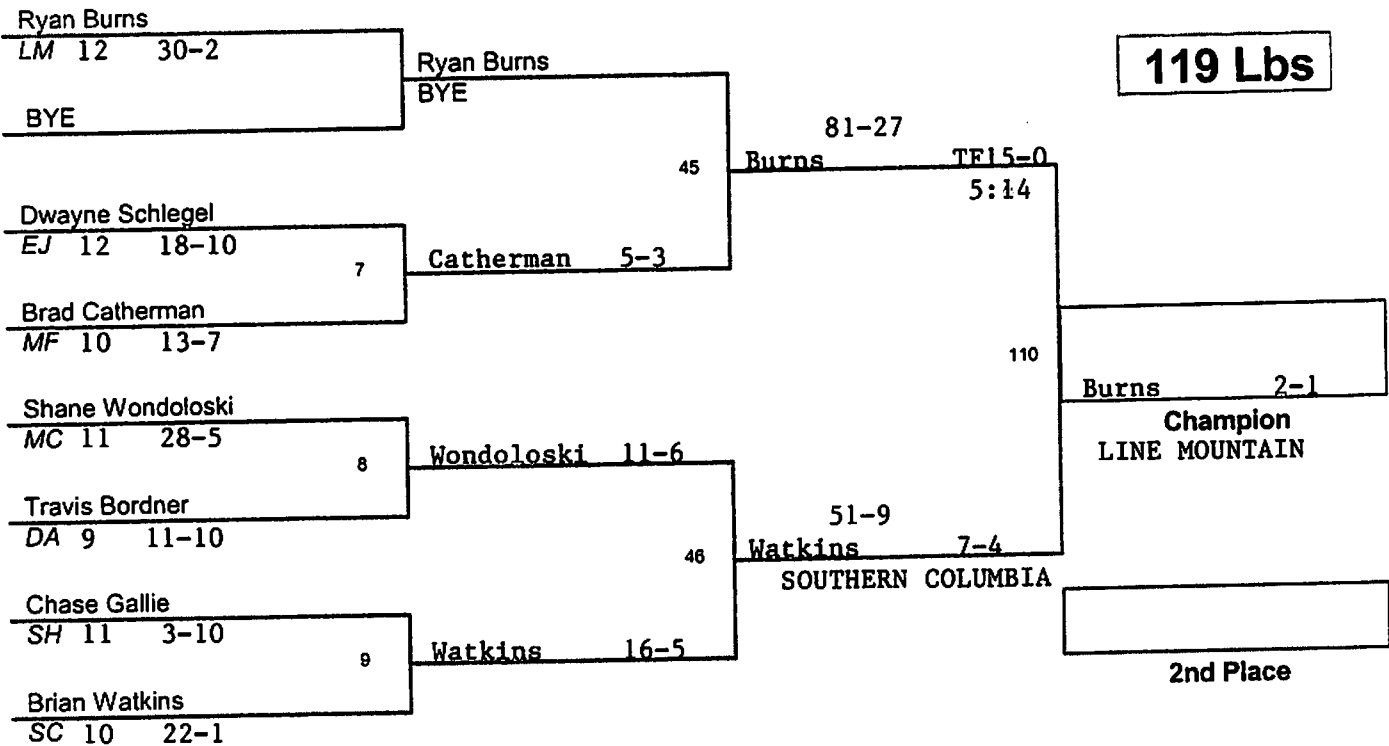 119 Lbs
Ryan Burns
LM 12 30-2
BYE
Ryan Burns
BYE
Dwayne Schlegel
EJ 12 18-10
7
Brad Catherman
MF 10 13-7
Catherman 5-3
45
81-27
Burns TF15-0
5:14
Shane Wondoloski
MC 11 28-5
8
Travis Bordner
DA 9 11-10
Wondoloski 11-6
Chase Gallie
SH 11 3-10
9
Brian Watkins
SC 10 22-1
Watkins 16-5
46
51-9
Watkins 7-4
SOUTHERN COLUMBIA
110
Burns 2-1
Champion
LINE MOUNTAIN
2nd Place